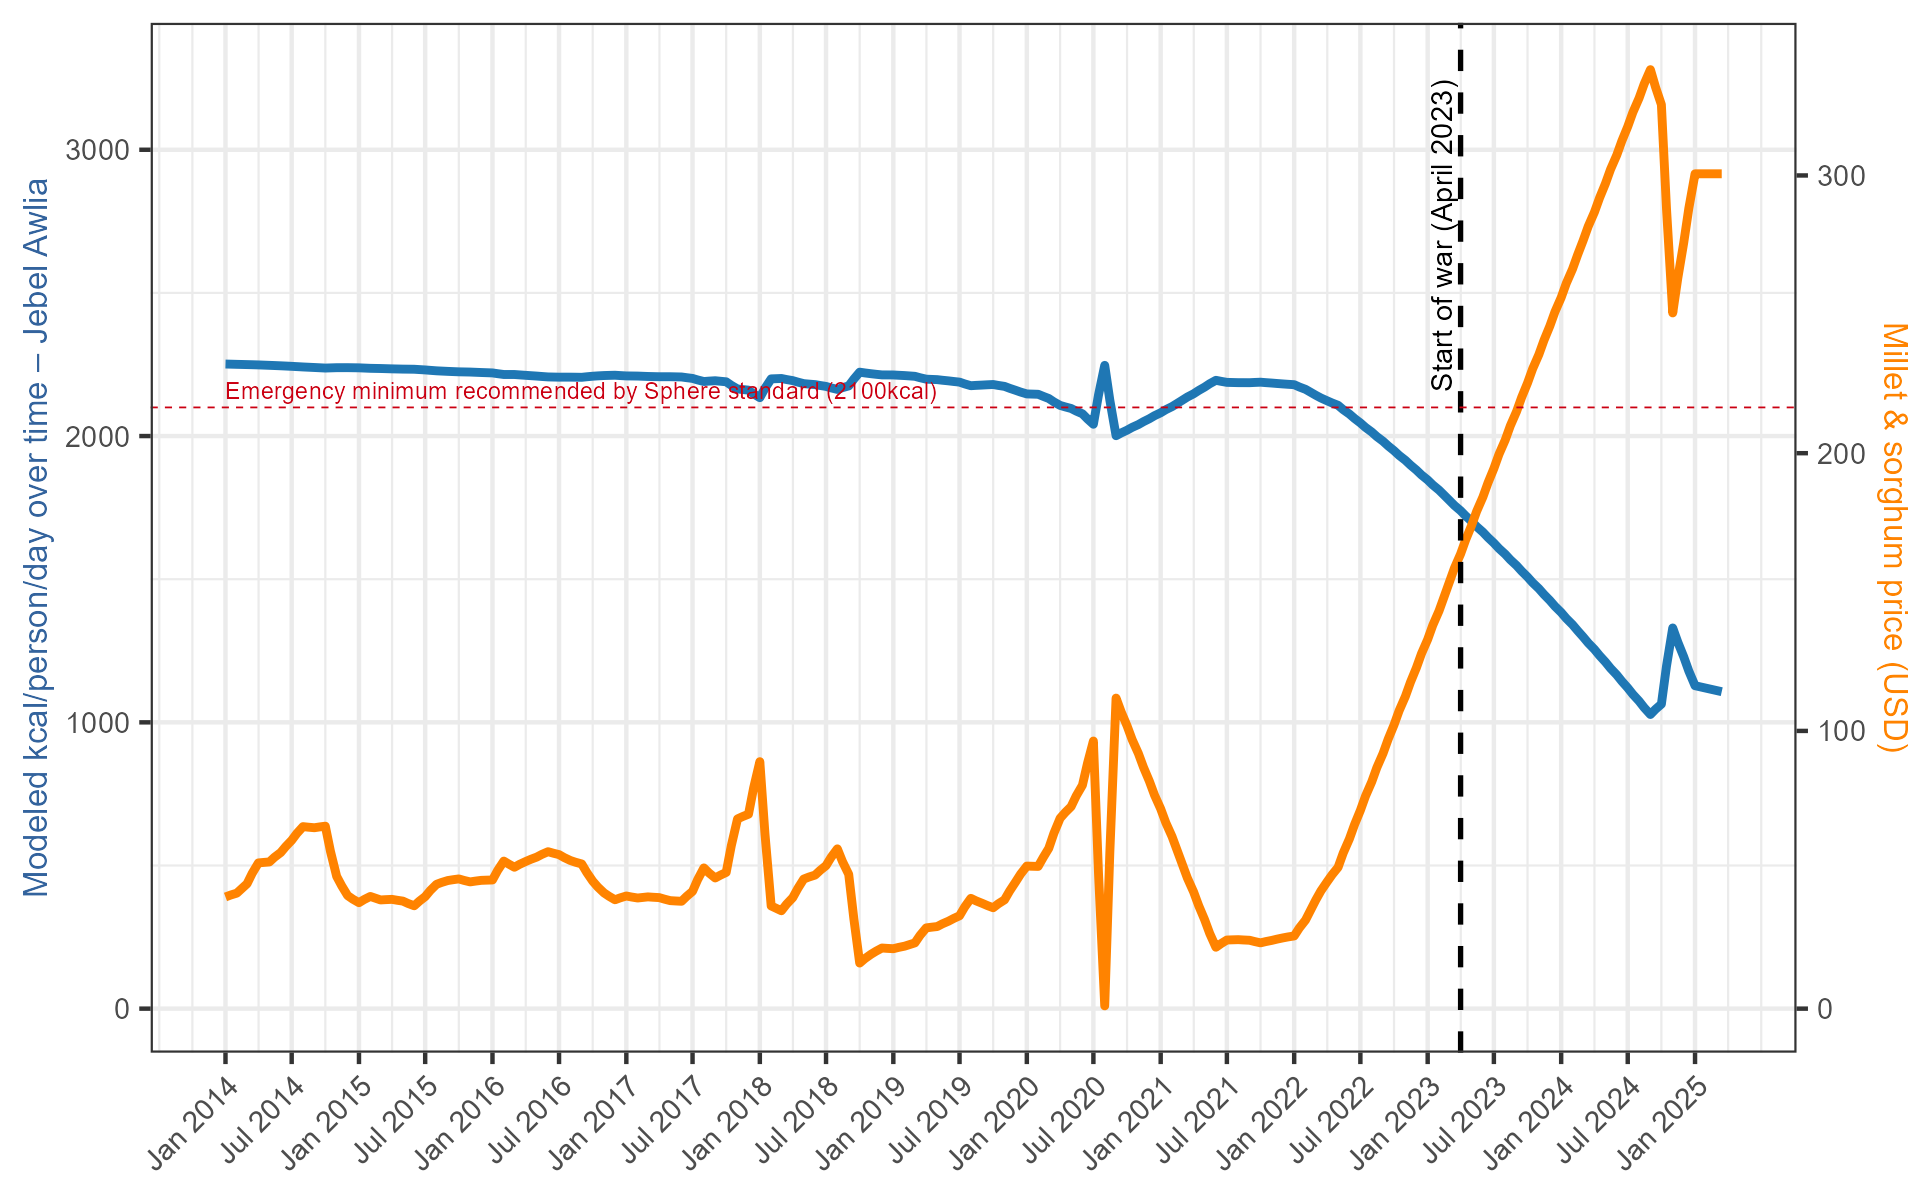 Modeled kcal/person/day over time – Jebel Awlia
3000
2000
1000
0
Emergency minimum recommended by Sphere standard (2100kcal)
Start of war (April 2023)
300
200
100
0
Millet & sorghum price (USD)
Jan 2014
Jul 2014
Jan 2015
Jul 2015
Jan 2016
Jul 2016
Jan 2017
Jul 2017
Jan 2018
Jul 2018
Jan 2019
Jul 2019
Jan 2020
Jul 2020
Jan 2021
Jul 2021
Jan 2022
Jul 2022
Jan 2023
Jul 2023
Jan 2024
Jul 2024
Jan 2025